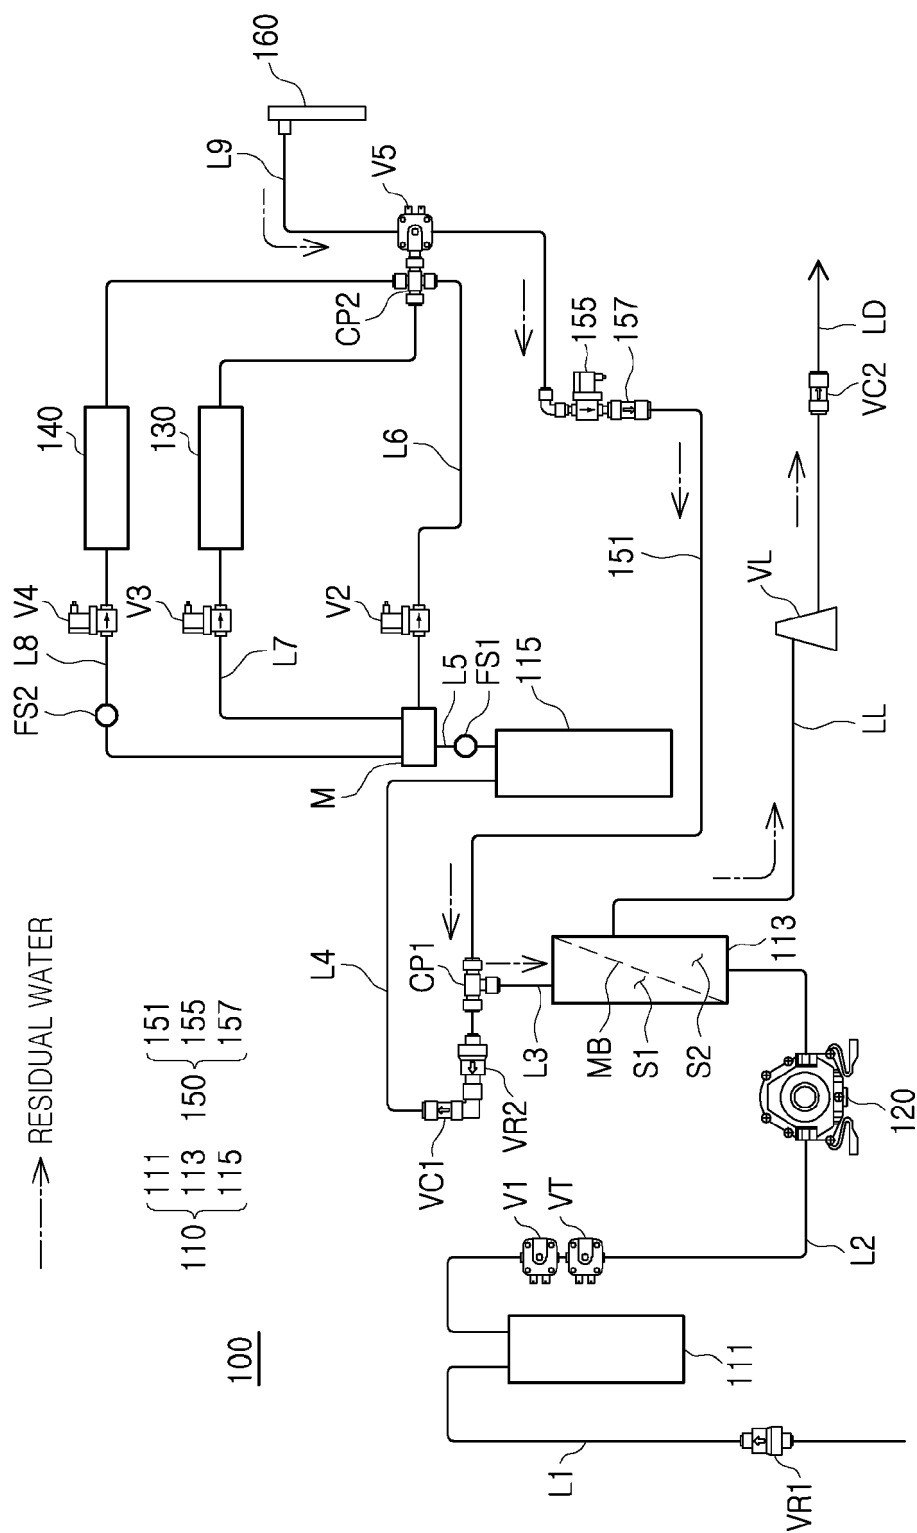 100
RESIDUAL WATER
110
111
113
115
150
151
155
157
FS2
L8
V4
140
V3
130
L7
M
L5
FS1
115
V2
L6
CP2
L9
160
V5
155
157
151
L4
CP1
VC1
VR2
L3
MB
S1
S2
113
LL
VL
VC2
LD
V1
VT
L2
120
111
L1
VR1